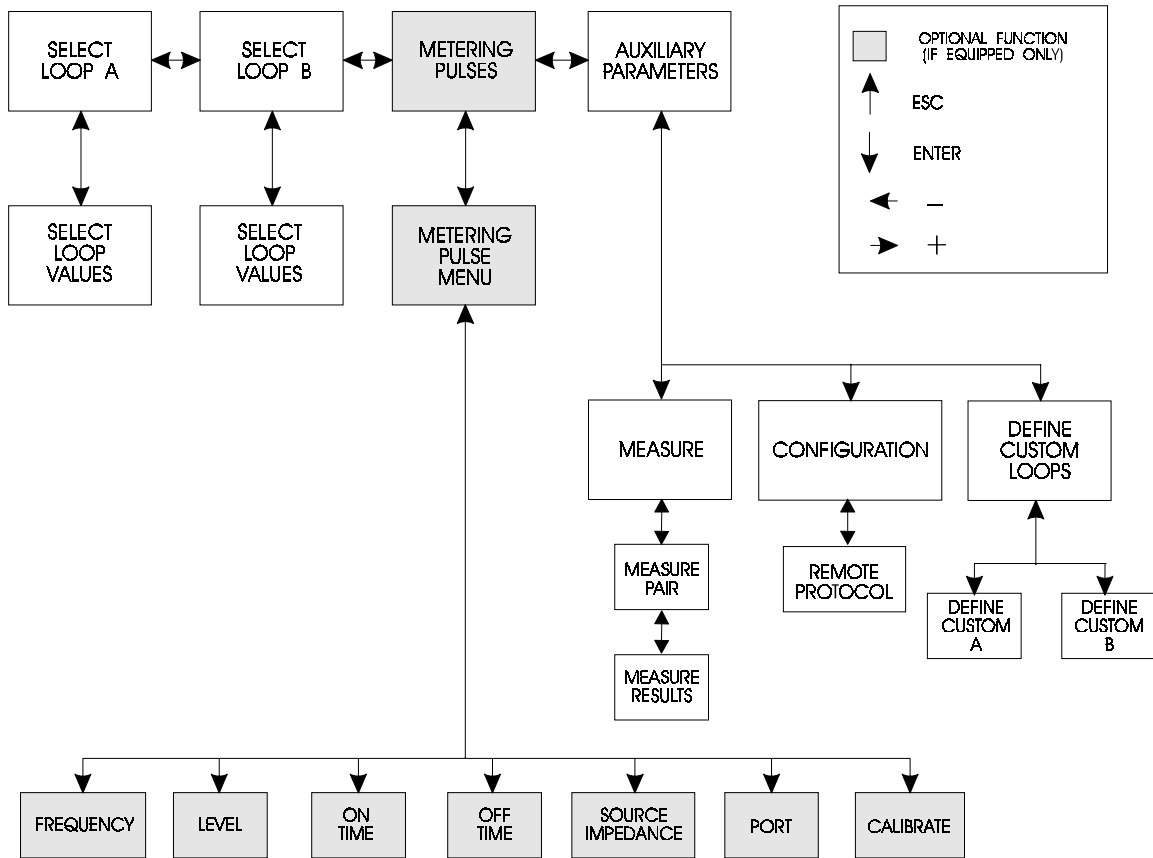 SELECT
LOOP A
SELECT
LOOP B
METERING
PULSES
AUXILIARY
PARAMETERS
OPTIONAL FUNCTION
(IF EQUIPPED ONLY)
ESC
ENTER
–
+
SELECT
LOOP
VALUES
SELECT
LOOP
VALUES
METERING
PULSE
MENU
MEASURE
CONFIGURATION
DEFINE
CUSTOM
LOOPS
MEASURE
PAIR
REMOTE
PROTOCOL
DEFINE
CUSTOM
A
DEFINE
CUSTOM
B
MEASURE
RESULTS
FREQUENCY
LEVEL
ON
TIME
OFF
TIME
SOURCE
IMPEDANCE
PORT
CALIBRATE